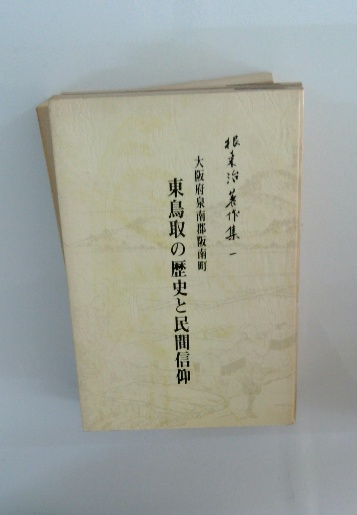 根来治著作集一
大阪府泉南郡阪南町
東鳥取の歴史と民間信仰